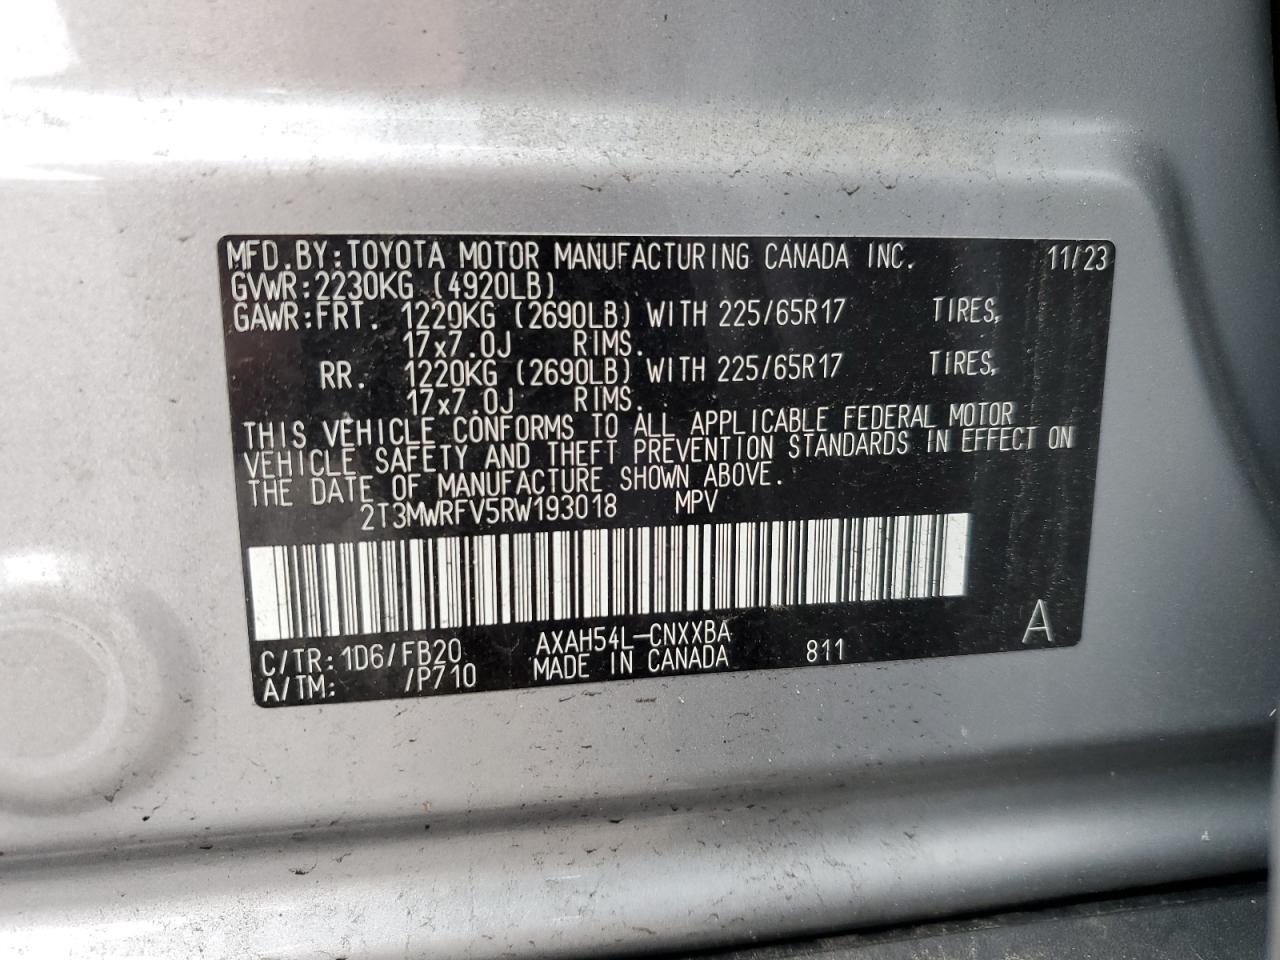 MFD.BY:TOYOTA MOTOR MANUFACTURING CANADA INC. 11/23
GVWR:2230KG (4920LB)
GAWR:FRT. 1220KG (2690LB) WITH 225/65R17 TIRES,
17x7.0J RIMS.
RR. 1220KG (2690LB) WITH 225/65R17 TIRES,
17x7.0J RIMS.
THIS VEHICLE CONFORMS TO ALL APPLICABLE FEDERAL MOTOR
VEHICLE SAFETY AND THEFT PREVENTION STANDARDS IN EFFECT ON
THE DATE OF MANUFACTURE SHOWN ABOVE.
2T3MWRFV5RW193018 MPV
C/TR:1D6/FB20 AXAH54L-CNXXBA 811 A
A/TM: /P710 MADE IN CANADA